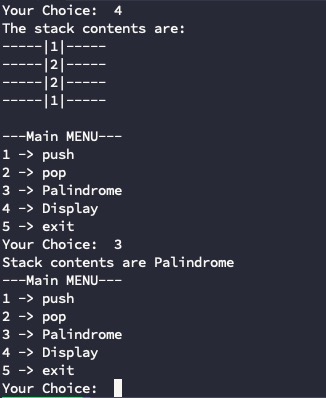 Your Choice:  4
The stack contents are:
-----|1|-----
-----|2|-----
-----|2|-----
-----|1|-----
---Main MENU---
1 -> push
2 -> pop
3 -> Palindrome
4 -> Display
5 -> exit
Your Choice:  3
Stack contents are Palindrome
---Main MENU---
1 -> push
2 -> pop
3 -> Palindrome
4 -> Display
5 -> exit
Your Choice: